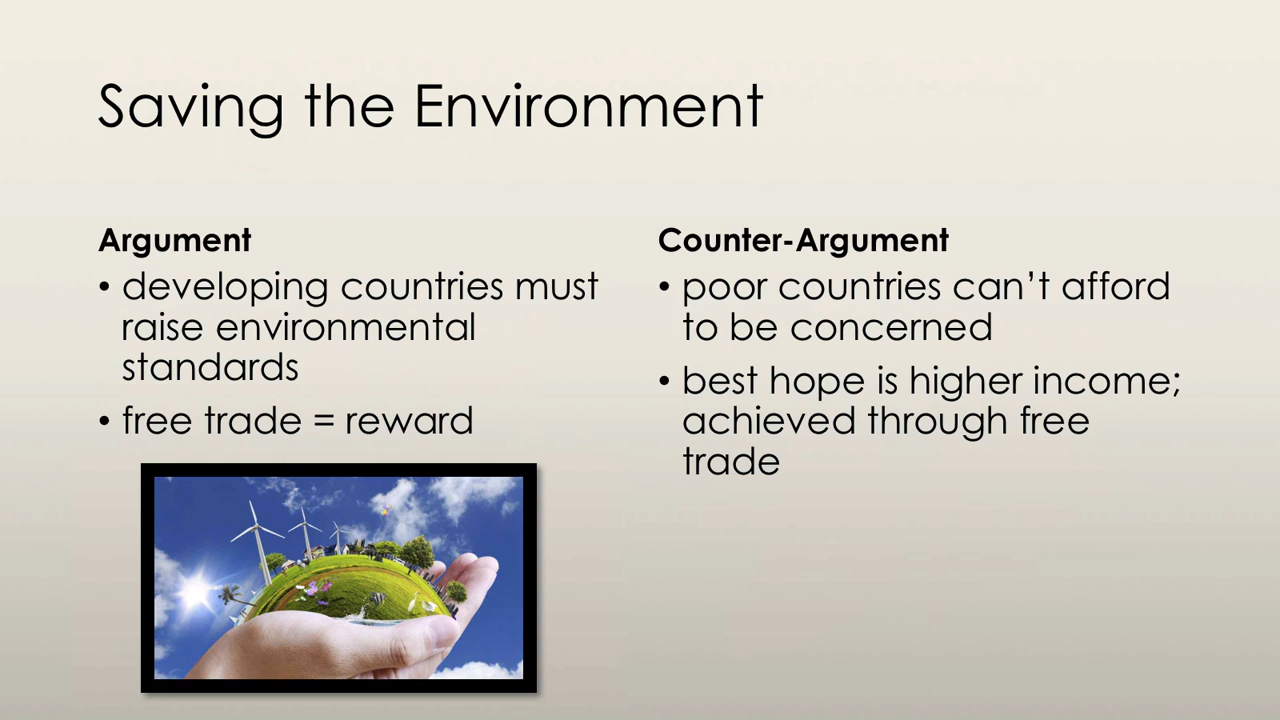 Saving the Environment
Argument
• developing countries must
raise environmental
standards
• free trade = reward
Counter-Argument
• poor countries can’t afford
to be concerned
• best hope is higher income;
achieved through free
trade